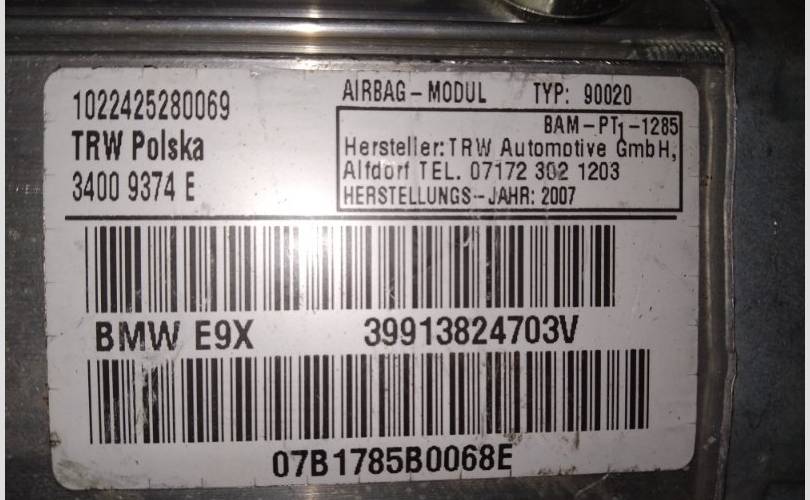 1022425280069
TRW Polska
3400 9374 E
AIRBAG-MODUL TYP: 90020
BAM-PT1-1285
Hersteller: TRW Automotive GmbH,
Alfdorf TEL. 07172 302 1203
HERSTELLUNGS-JAHR: 2007
BMW E9X 39913824703V
07B1785B0068E